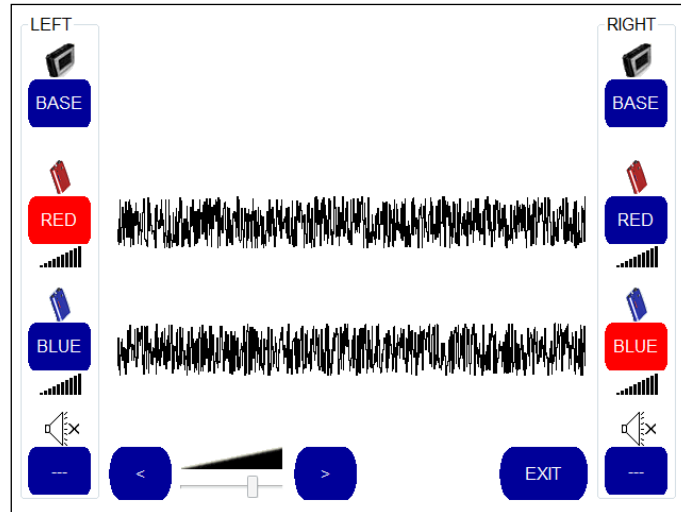 LEFT RIGHT
BASE BASE
RED RED
BLUE BLUE
--- < > EXIT ---